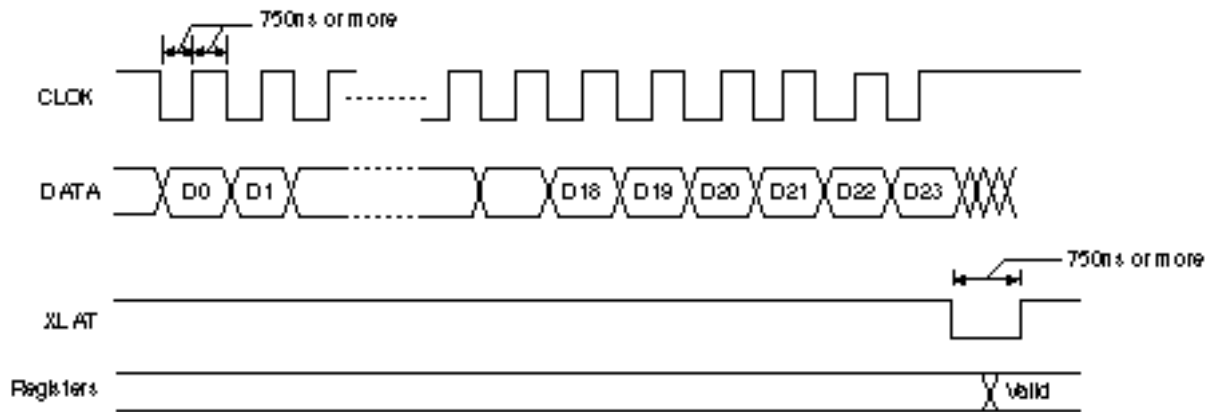 750ns or more
CLOK
DATA
D0 D1 D18 D19 D20 D21 D22 D23
750ns or more
XLAT
Registers
Valid